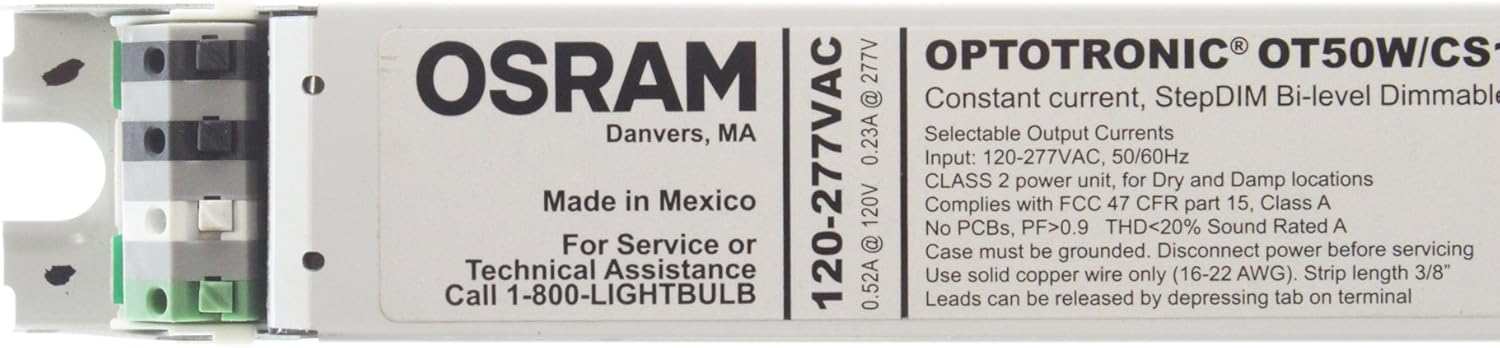 OSRAM
Danvers, MA
Made in Mexico
For Service or
Technical Assistance
Call 1-800-LIGHTBULB
120-277VAC
0.52A @ 120V 0.23A @ 277V
OPTOTRONIC® OT50W/CS1
Constant current, StepDIM Bi-level Dimmable
Selectable Output Currents
Input: 120-277VAC, 50/60Hz
CLASS 2 power unit, for Dry and Damp locations
Complies with FCC 47 CFR part 15, Class A
No PCBs, PF>0.9 THD<20% Sound Rated A
Case must be grounded. Disconnect power before servicing
Use solid copper wire only (16-22 AWG). Strip length 3/8”
Leads can be released by depressing tab on terminal